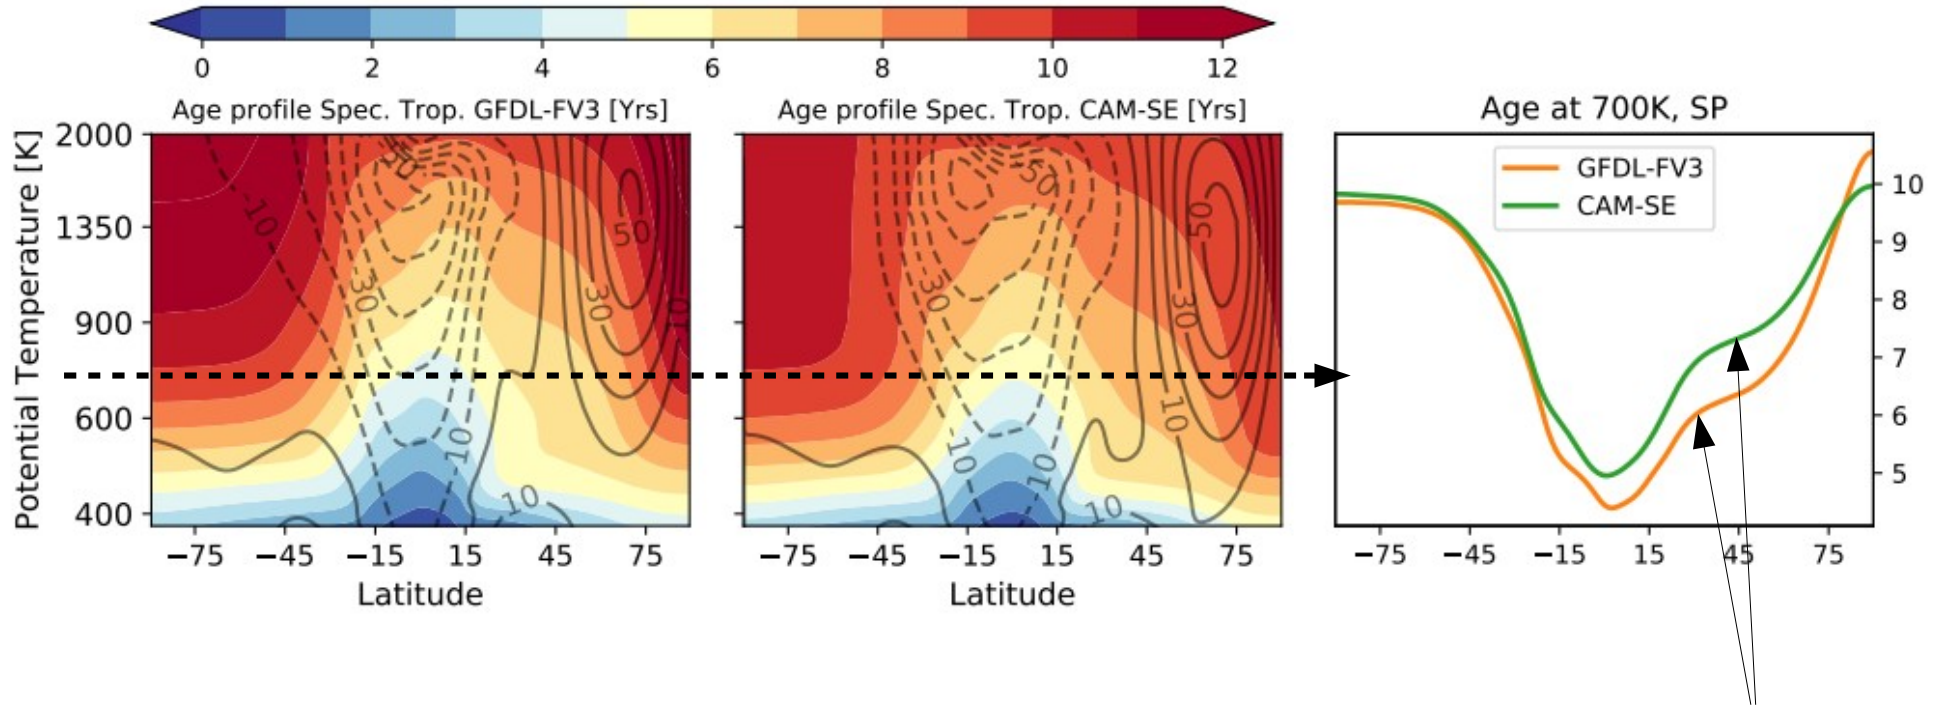 0 2 4 6 8 10 12
Age profile Spec. Trop. GFDL-FV3 [Yrs]
Potential Temperature [K]
2000
1350
900
600
400
50
10
30
50
30
10
10
10
−75 −45 −15 15 45 75
Latitude
Age profile Spec. Trop. CAM-SE [Yrs]
50
50
30
30
10
10
10
10
−75 −45 −15 15 45 75
Latitude
Age at 700K, SP
GFDL-FV3
CAM-SE
10
9
8
7
6
5
−75 −45 −15 15 45 75